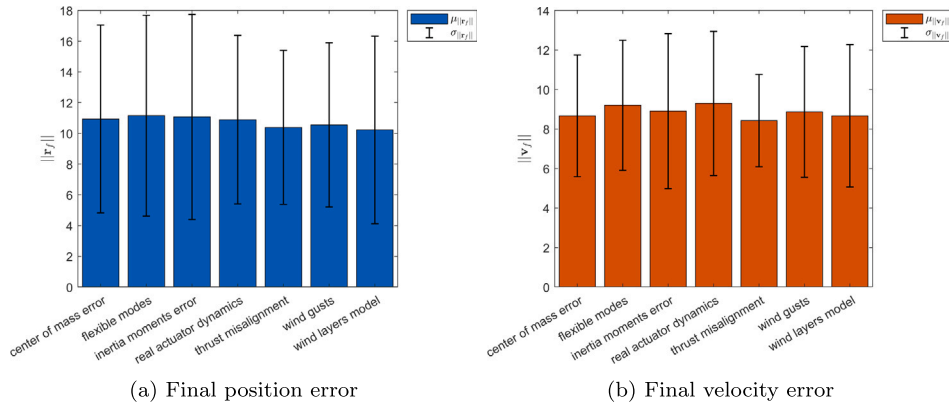 18
16
14
12
10
8
6
4
2
0
||r_f||
center of mass error
flexible modes
inertia moments error
real actuator dynamics
thrust misalignment
wind gusts
wind layers model
μ||r_f||
σ||r_f||
(a) Final position error
14
12
10
8
6
4
2
0
||v_f||
center of mass error
flexible modes
inertia moments error
real actuator dynamics
thrust misalignment
wind gusts
wind layers model
μ||v_f||
σ||v_f||
(b) Final velocity error